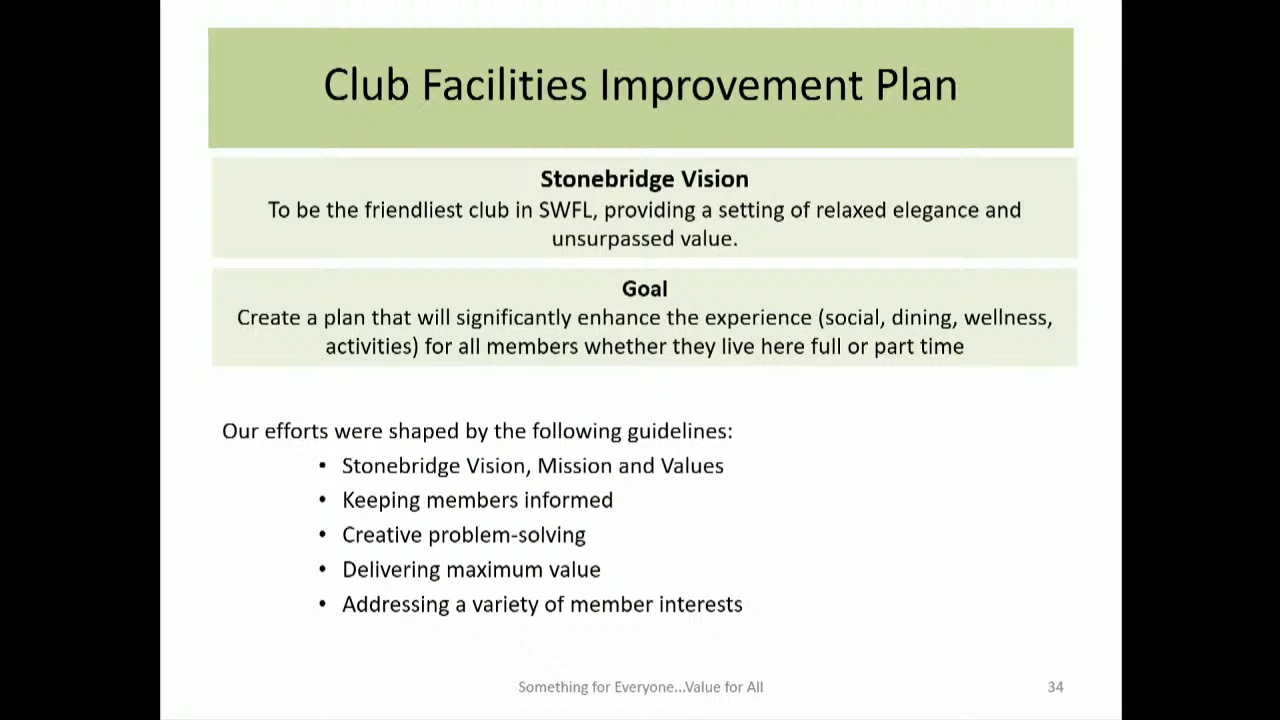 Club Facilities Improvement Plan
Stonebridge Vision
To be the friendliest club in SWFL, providing a setting of relaxed elegance and
unsurpassed value.
Goal
Create a plan that will significantly enhance the experience (social, dining, wellness,
activities) for all members whether they live here full or part time
Our efforts were shaped by the following guidelines:
• Stonebridge Vision, Mission and Values
• Keeping members informed
• Creative problem-solving
• Delivering maximum value
• Addressing a variety of member interests
Something for Everyone...Value for All
34